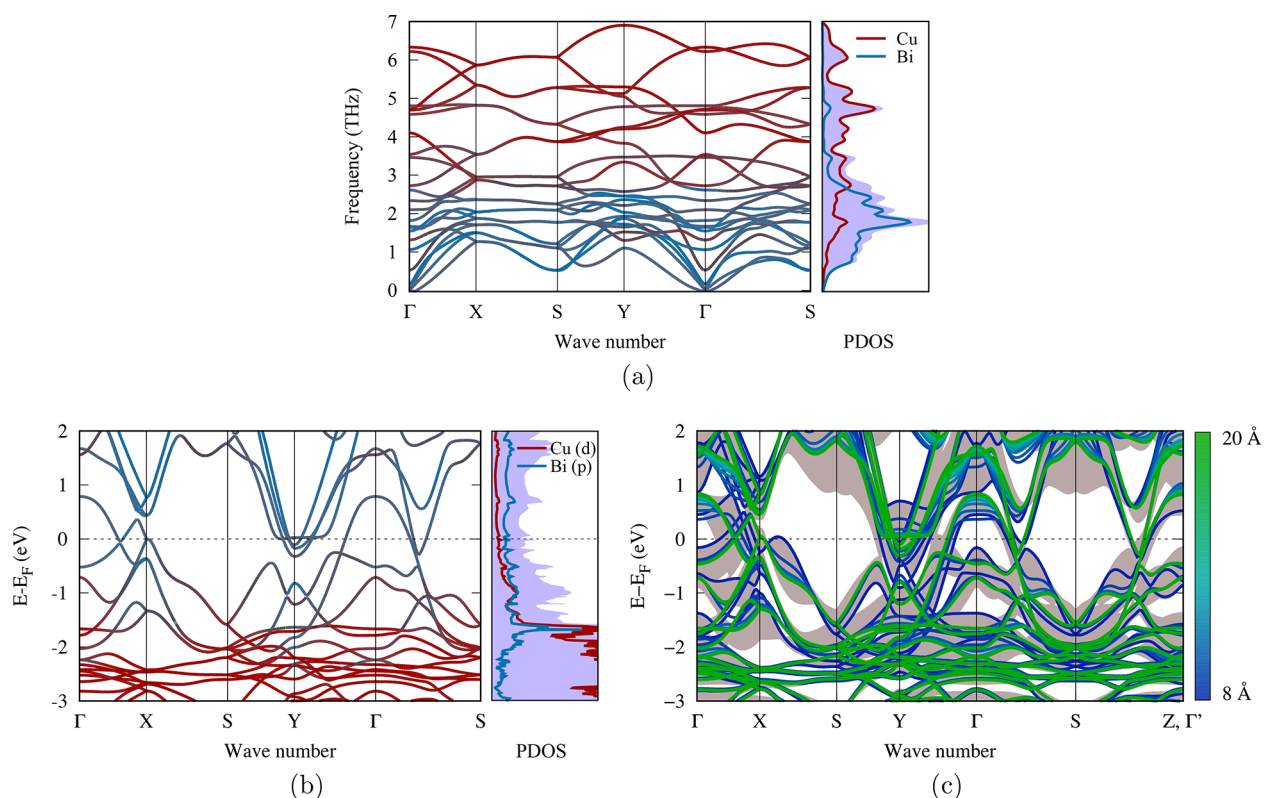 7
6
5
4
3
2
1
0
Frequency (THz)
Cu
Bi
Γ X S Y Γ S
Wave number PDOS
(a)
2
1
0
-1
-2
-3
E-E_F (eV)
Cu (d)
Bi (p)
Γ X S Y Γ S
Wave number PDOS
(b)
2
1
0
−1
−2
−3
E−E_F (eV)
20 Å
8 Å
Γ X S Y Γ S Z, Γ’
Wave number
(c)